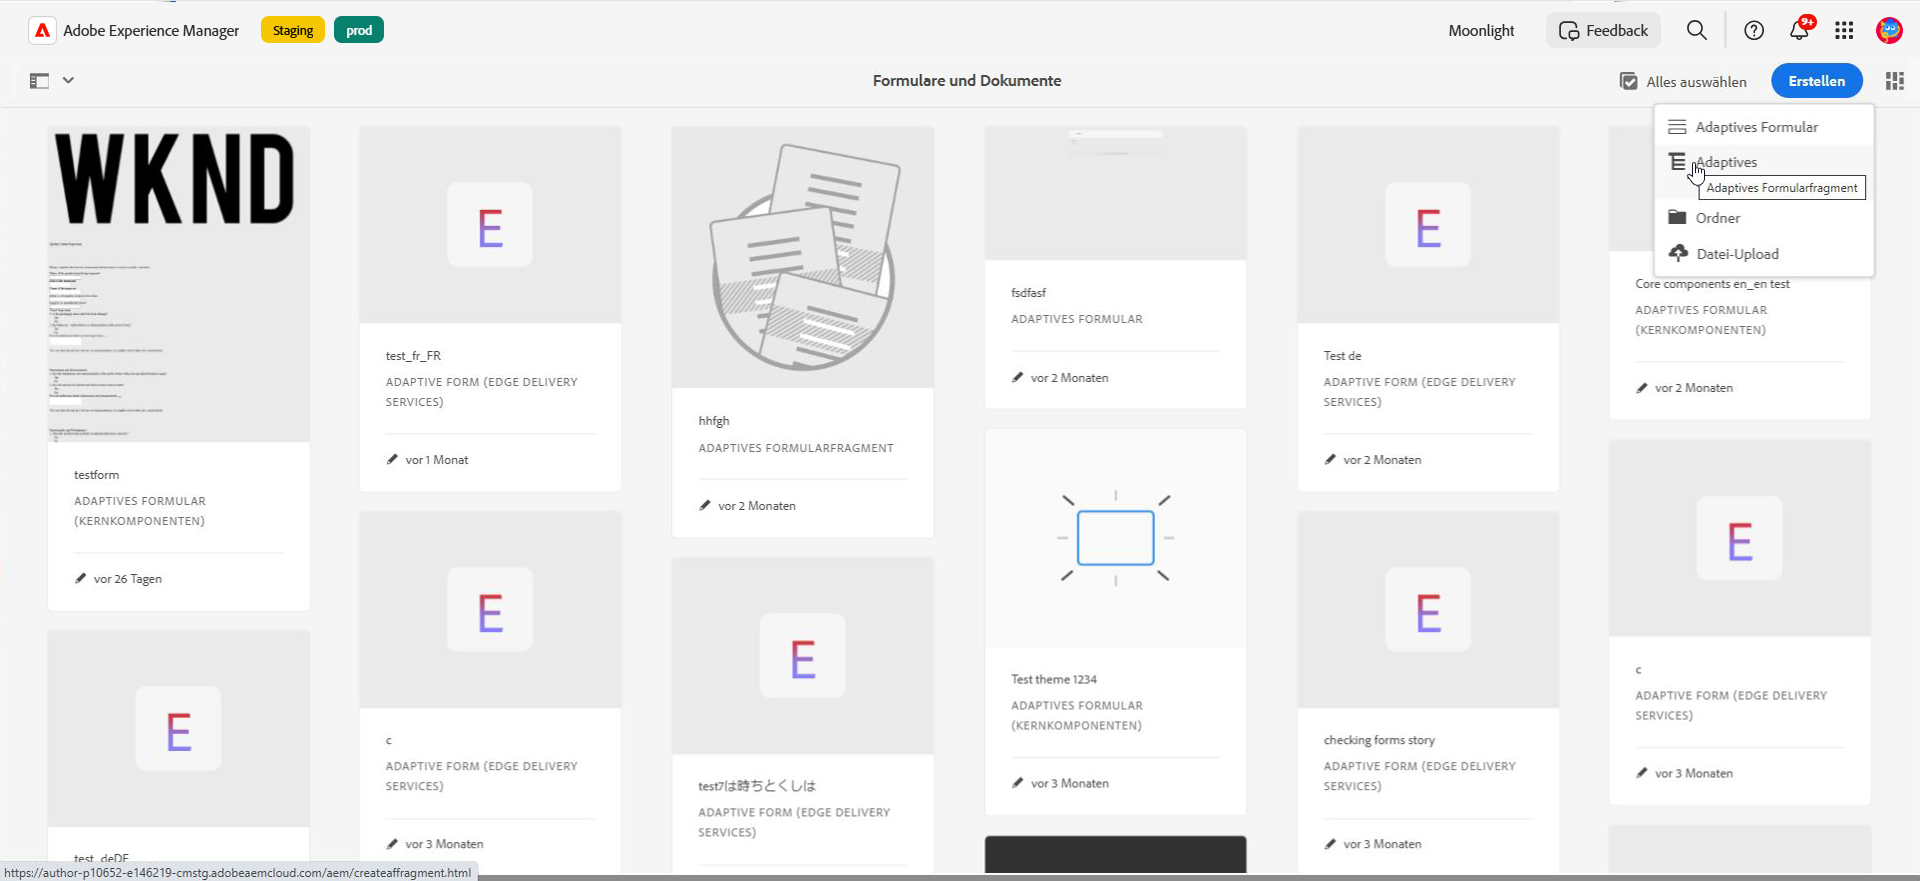 Adobe Experience Manager
Staging
prod
Moonlight
Feedback
9+
Formulare und Dokumente
Alles auswählen
Erstellen
Adaptives Formular
Adaptives
Adaptives Formularfragment
Ordner
Datei-Upload
WKND
testform
ADAPTIVES FORMULAR
(KERNKOMPONENTEN)
vor 26 Tagen
E
test_deDE
E
test_fr_FR
ADAPTIVE FORM (EDGE DELIVERY
SERVICES)
vor 1 Monat
E
c
ADAPTIVE FORM (EDGE DELIVERY
SERVICES)
vor 3 Monaten
hhfgh
ADAPTIVES FORMULARFRAGMENT
vor 2 Monaten
E
test7は時ちとくしは
ADAPTIVE FORM (EDGE DELIVERY
SERVICES)
fsdfasf
ADAPTIVES FORMULAR
vor 2 Monaten
Test theme 1234
ADAPTIVES FORMULAR
(KERNKOMPONENTEN)
vor 3 Monaten
E
Test de
ADAPTIVE FORM (EDGE DELIVERY
SERVICES)
vor 2 Monaten
E
checking forms story
ADAPTIVE FORM (EDGE DELIVERY
SERVICES)
vor 3 Monaten
Core components en_en test
ADAPTIVES FORMULAR
(KERNKOMPONENTEN)
vor 2 Monaten
E
c
ADAPTIVE FORM (EDGE DELIVERY
SERVICES)
vor 3 Monaten
https://author-p10652-e146219-cmstg.adobeaemcloud.com/aem/createaffragment.html